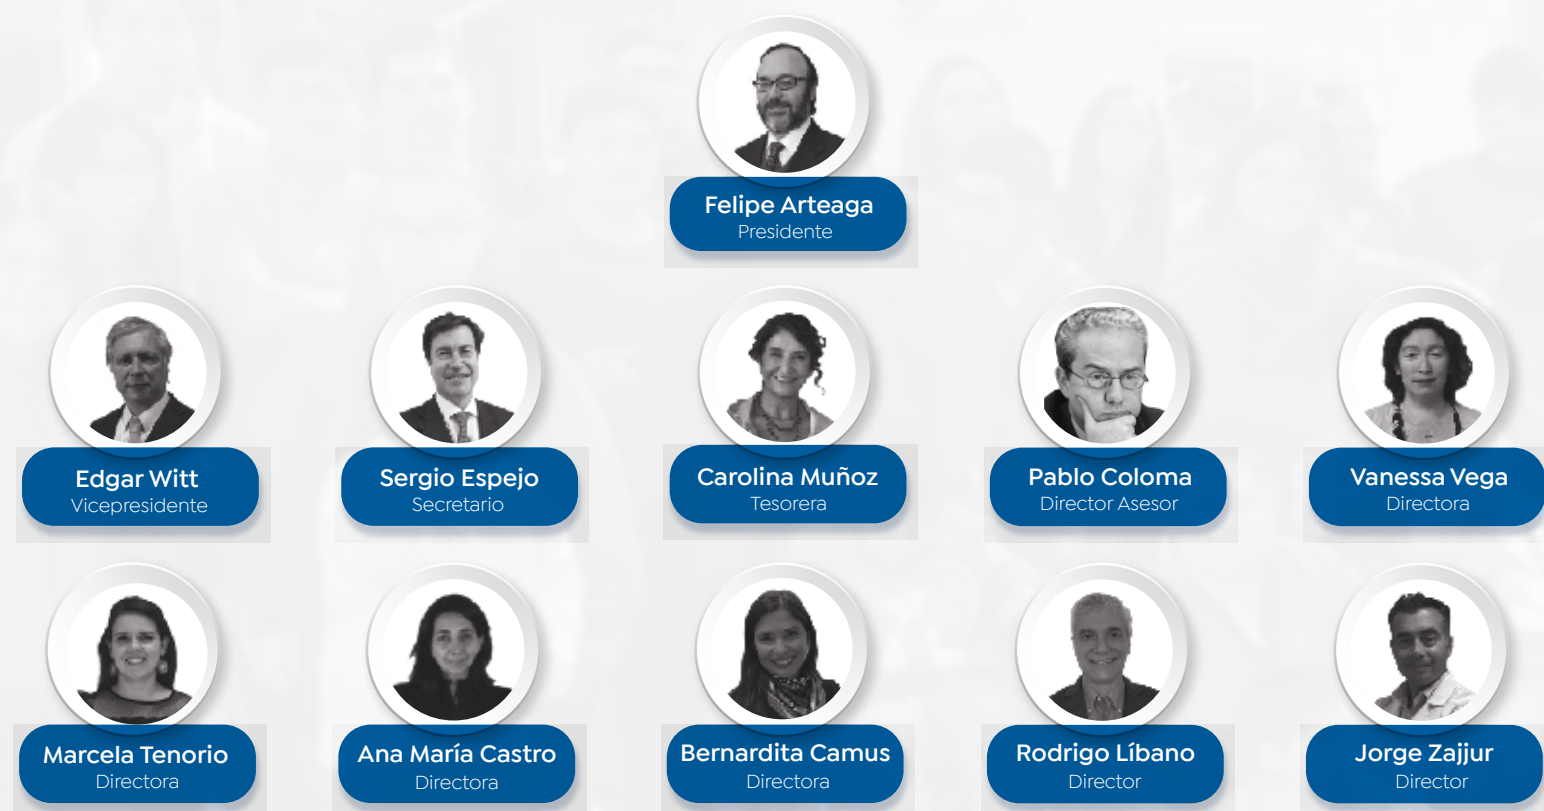 Felipe Arteaga
Presidente
Edgar Witt
Vicepresidente
Sergio Espejo
Secretario
Carolina Muñoz
Tesorera
Pablo Coloma
Director Asesor
Vanessa Vega
Directora
Marcela Tenorio
Directora
Ana María Castro
Directora
Bernardita Camus
Directora
Rodrigo Líbano
Director
Jorge Zajjur
Director